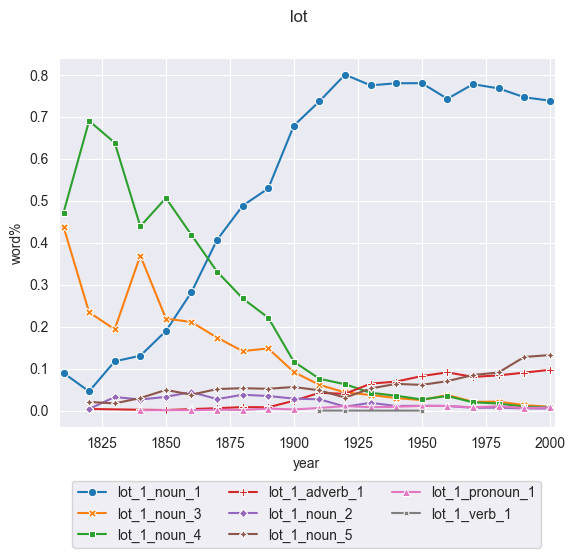 lot
0.8
0.7
0.6
0.5
0.4
0.3
0.2
0.1
0.0
word%
1825 1850 1875 1900 1925 1950 1975 2000
year
lot_1_noun_1 lot_1_adverb_1 lot_1_pronoun_1
lot_1_noun_3 lot_1_noun_2 lot_1_verb_1
lot_1_noun_4 lot_1_noun_5